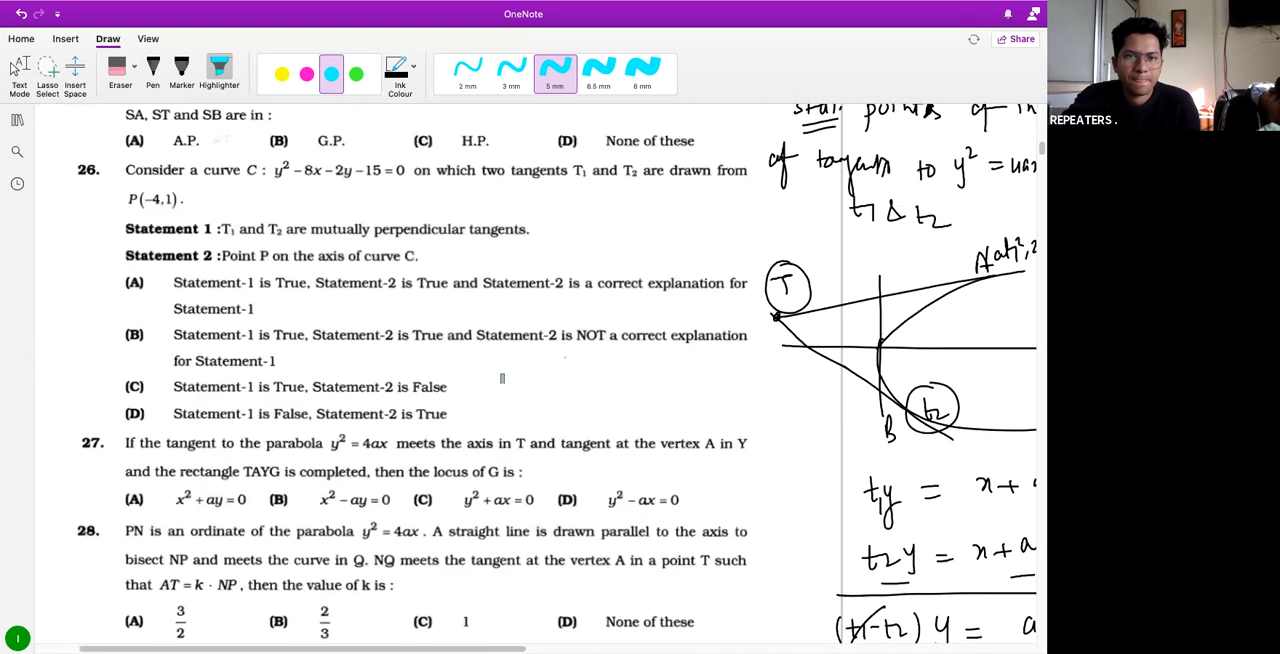 OneNote
Home Insert Draw View
Share
Text Mode
Lasso Select
Insert Space
Eraser
Pen
Marker
Highlighter
Ink Colour
2 mm 3 mm 5 mm 6.5 mm 8 mm
REPEATERS .
SA, ST and SB are in :
(A) A.P. (B) G.P. (C) H.P. (D) None of these
26. Consider a curve C : y² − 8x − 2y − 15 = 0 on which two tangents T₁ and T₂ are drawn from
P(−4,1).
Statement 1 :T₁ and T₂ are mutually perpendicular tangents.
Statement 2 :Point P on the axis of curve C.
(A) Statement-1 is True, Statement-2 is True and Statement-2 is a correct explanation for
Statement-1
(B) Statement-1 is True, Statement-2 is True and Statement-2 is NOT a correct explanation
for Statement-1
(C) Statement-1 is True, Statement-2 is False
(D) Statement-1 is False, Statement-2 is True
27. If the tangent to the parabola y² = 4ax meets the axis in T and tangent at the vertex A in Y
and the rectangle TAYG is completed, then the locus of G is :
(A) x² + ay = 0 (B) x² − ay = 0 (C) y² + ax = 0 (D) y² − ax = 0
28. PN is an ordinate of the parabola y² = 4ax . A straight line is drawn parallel to the axis to
bisect NP and meets the curve in Q. NQ meets the tangent at the vertex A in a point T such
that AT = k · NP, then the value of k is :
(A) 3/2 (B) 2/3 (C) 1 (D) None of these
points of in
of tangents to y² =
t1 & t2
T
A at1², 2
t2
B
t1y = x +
t2y = x + a
(t1-t2) y = a
I